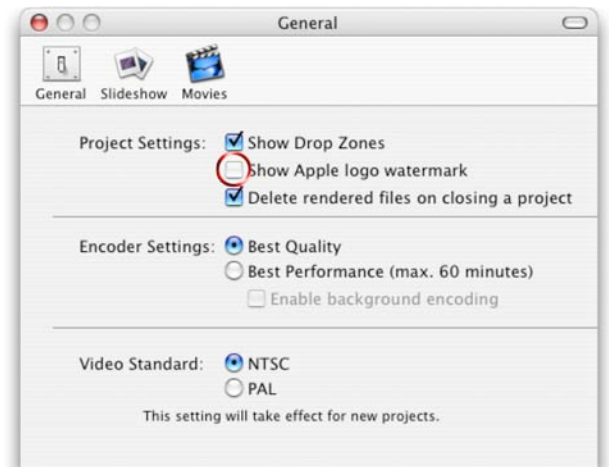 General
General Slideshow Movies
Project Settings: Show Drop Zones
Show Apple logo watermark
Delete rendered files on closing a project
Encoder Settings: Best Quality
Best Performance (max. 60 minutes)
Enable background encoding
Video Standard: NTSC
PAL
This setting will take effect for new projects.